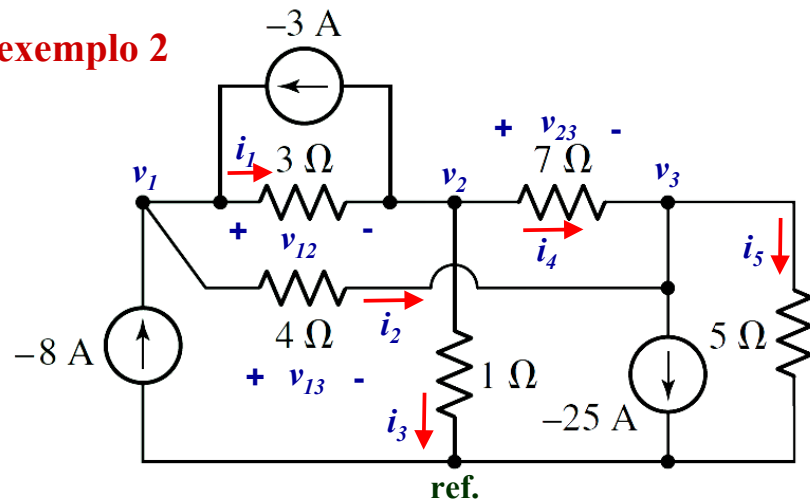 exemplo 2
–3 A
+ v23 -
i1 3 Ω
7 Ω
v1
v2
v3
+ v12 -
i4
i5
i2
–8 A
4 Ω
5 Ω
+ v13 -
1 Ω
i3
–25 A
ref.